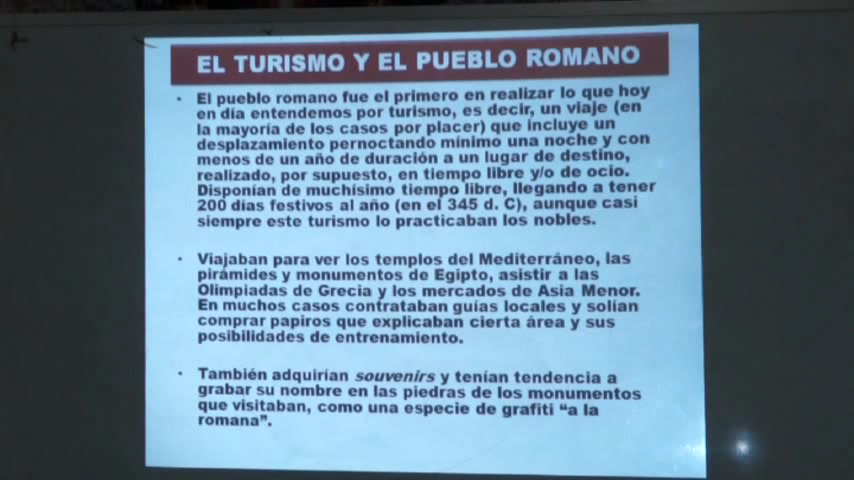 EL TURISMO Y EL PUEBLO ROMANO
• El pueblo romano fue el primero en realizar lo que hoy
en día entendemos por turismo, es decir, un viaje (en
la mayoría de los casos por placer) que incluye un
desplazamiento pernoctando mínimo una noche y con
menos de un año de duración a un lugar de destino,
realizado, por supuesto, en tiempo libre y/o de ocio.
Disponían de muchísimo tiempo libre, llegando a tener
200 días festivos al año (en el 345 d. C), aunque casi
siempre este turismo lo practicaban los nobles.
• Viajaban para ver los templos del Mediterráneo, las
pirámides y monumentos de Egipto, asistir a las
Olimpiadas de Grecia y los mercados de Asia Menor.
En muchos casos contrataban guías locales y solían
comprar papiros que explicaban cierta área y sus
posibilidades de entrenamiento.
• También adquirían souvenirs y tenían tendencia a
grabar su nombre en las piedras de los monumentos
que visitaban, como una especie de grafiti “a la
romana”.